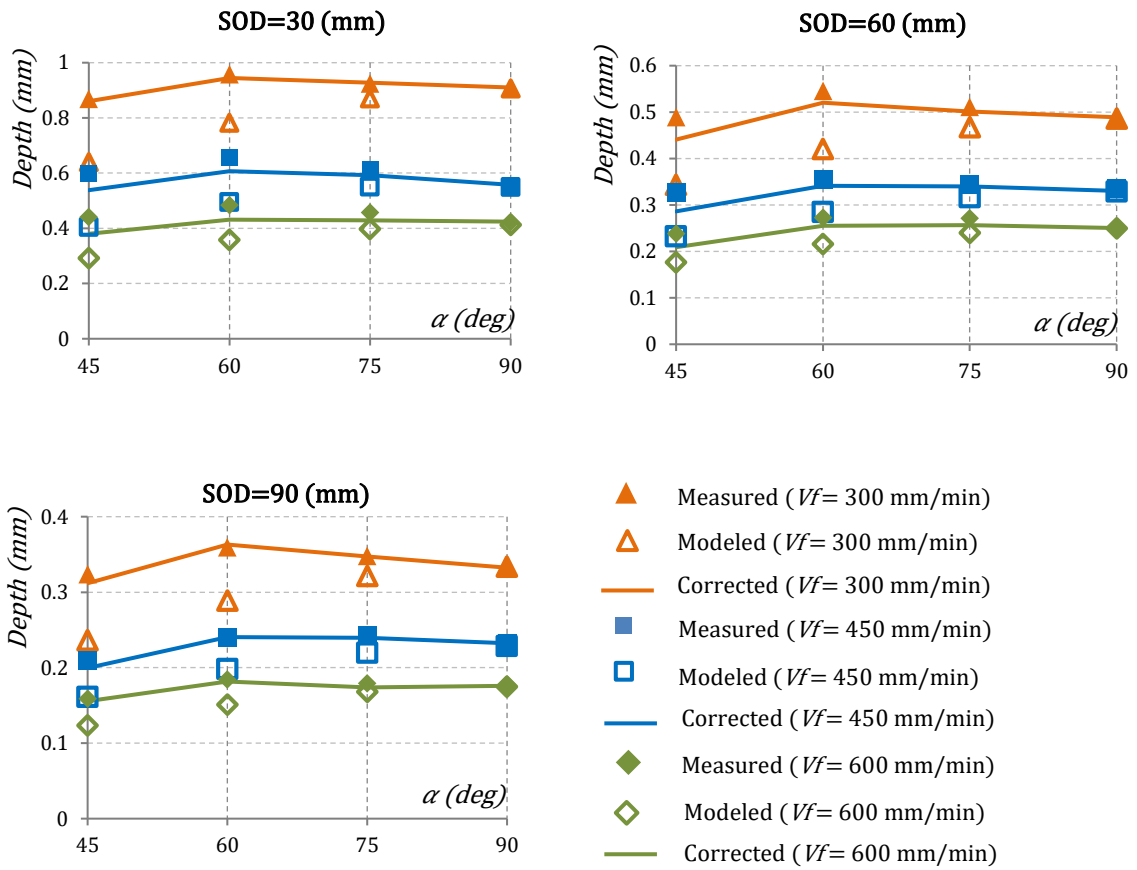 SOD=30 (mm)
Depth (mm)
1
0.8
0.6
0.4
0.2
0
α (deg)
45 60 75 90
SOD=60 (mm)
Depth (mm)
0.6
0.5
0.4
0.3
0.2
0.1
0
α (deg)
45 60 75 90
SOD=90 (mm)
Depth (mm)
0.4
0.3
0.2
0.1
0
α (deg)
45 60 75 90
Measured (Vf= 300 mm/min)
Modeled (Vf= 300 mm/min)
Corrected (Vf= 300 mm/min)
Measured (Vf= 450 mm/min)
Modeled (Vf= 450 mm/min)
Corrected (Vf= 450 mm/min)
Measured (Vf= 600 mm/min)
Modeled (Vf= 600 mm/min)
Corrected (Vf= 600 mm/min)